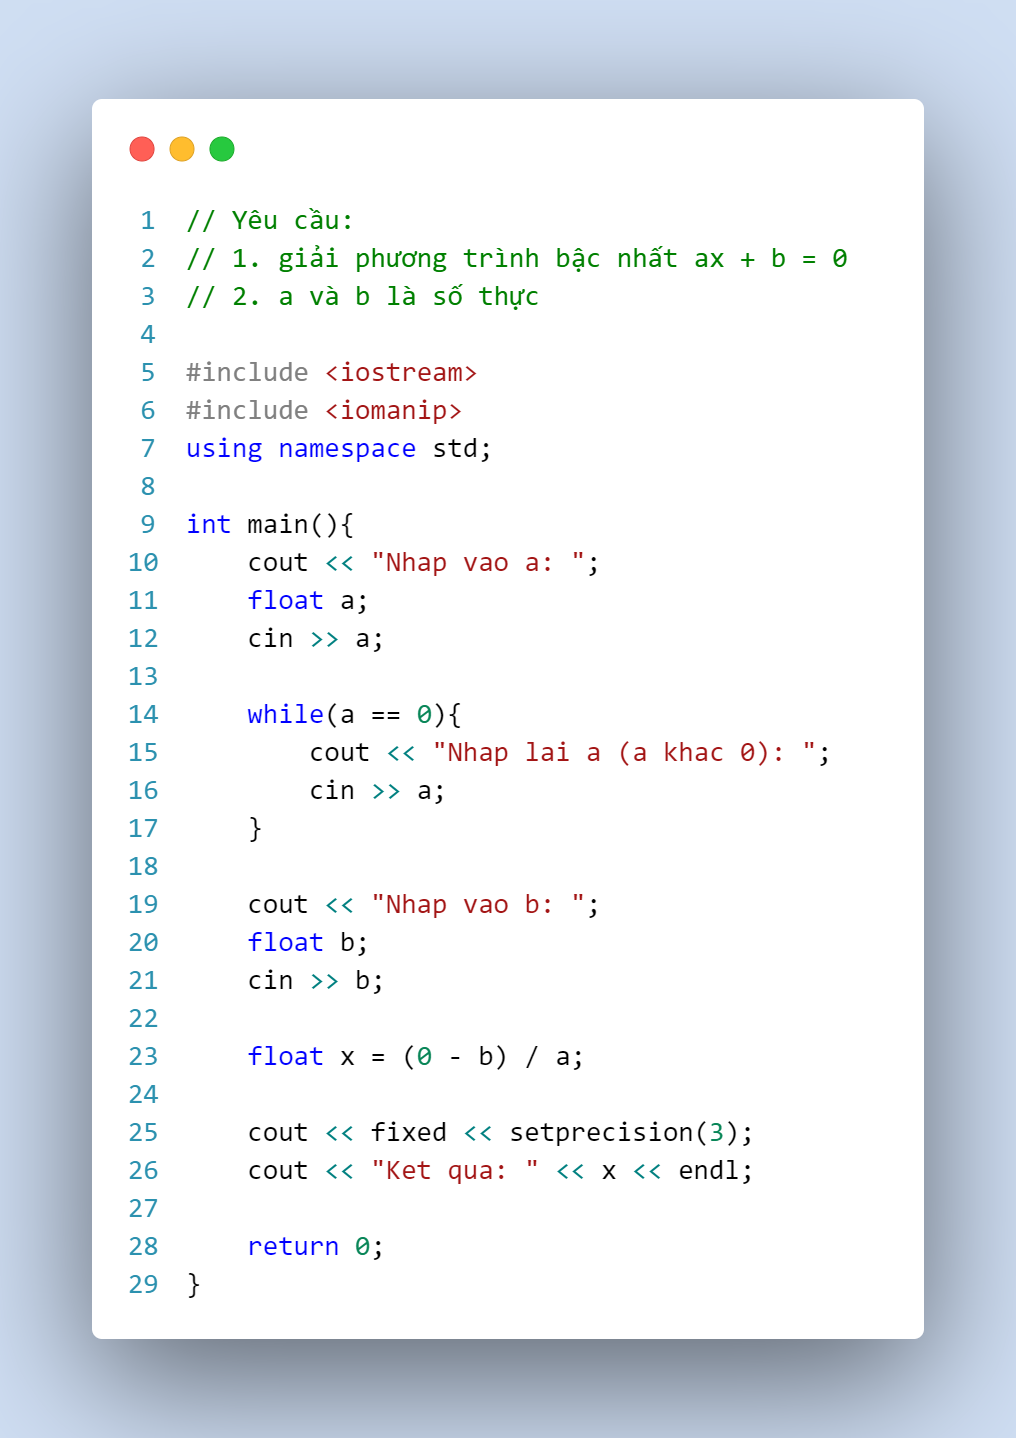 1 // Yêu cầu:
2 // 1. giải phương trình bậc nhất ax + b = 0
3 // 2. a và b là số thực
4
5 #include <iostream>
6 #include <iomanip>
7 using namespace std;
8
9 int main(){
10     cout << "Nhap vao a: ";
11     float a;
12     cin >> a;
13
14     while(a == 0){
15         cout << "Nhap lai a (a khac 0): ";
16         cin >> a;
17     }
18
19     cout << "Nhap vao b: ";
20     float b;
21     cin >> b;
22
23     float x = (0 - b) / a;
24
25     cout << fixed << setprecision(3);
26     cout << "Ket qua: " << x << endl;
27
28     return 0;
29 }